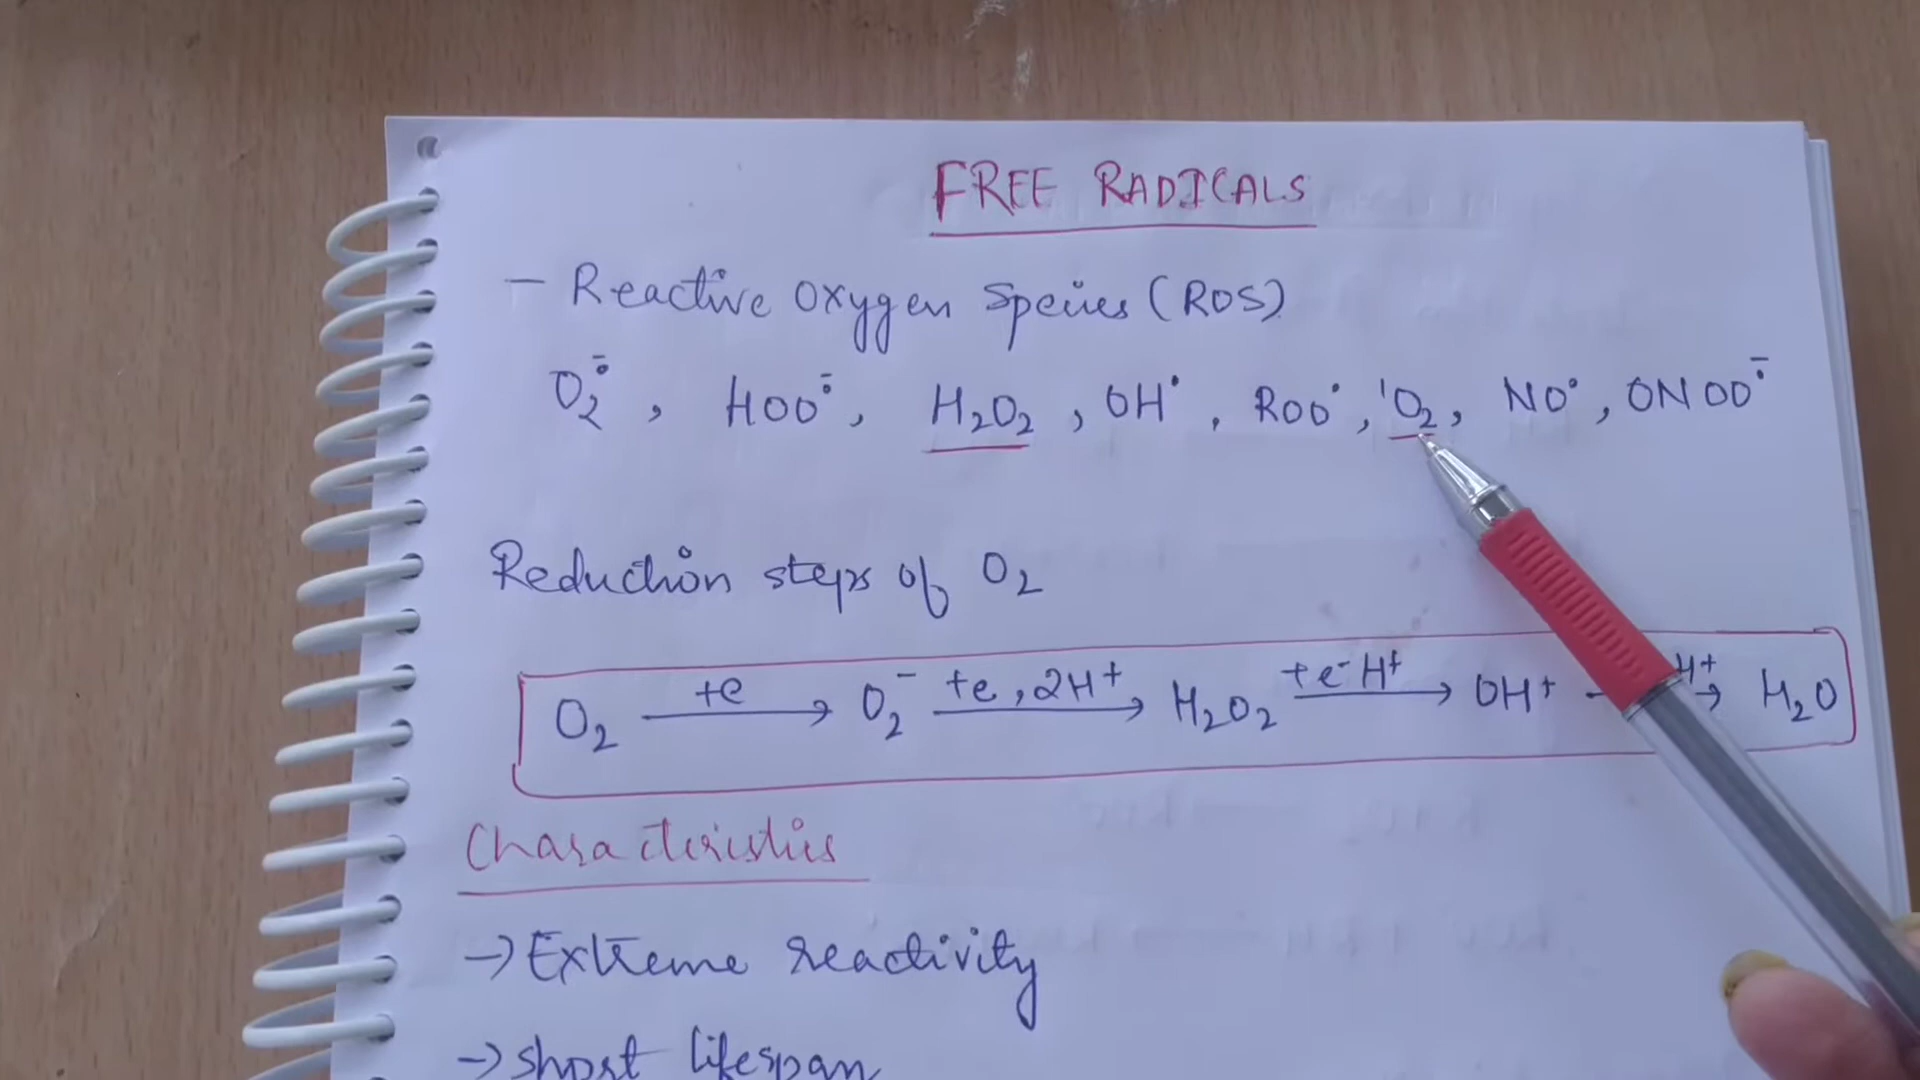 FREE RADICALS
- Reactive Oxygen Species (ROS)
O₂•̄ , HOO•̄ , H₂O₂ , OH• , ROO• , ¹O₂ , NO• , ONOO•̄
Reduction steps of O₂
O₂ +e → O₂⁻ +e , 2H⁺ → H₂O₂ +e⁻ H⁺ → OH⁺ → H⁺ H₂O
Characteristics
→ Extreme reactivity
→ short lifespan